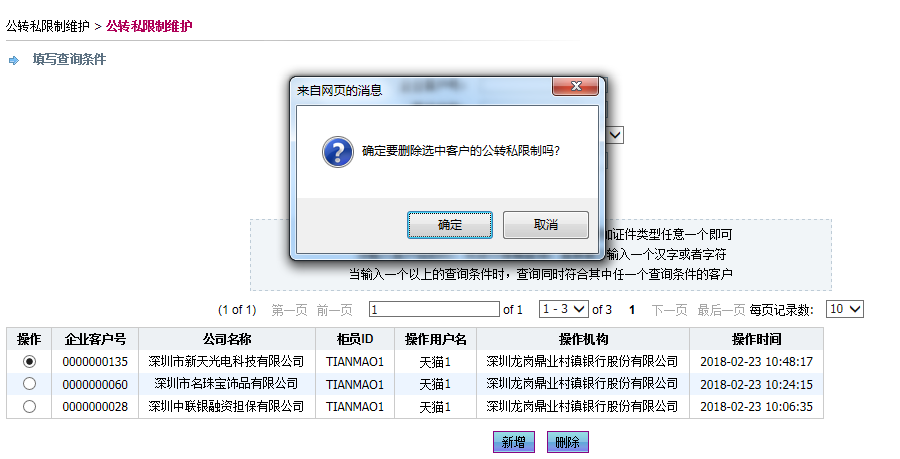 公转私限制维护 > 公转私限制维护
填写查询条件
来自网页的消息
确定要删除选中客户的公转私限制吗?
确定 取消
证件类型任意一个即可
输入一个汉字或者字符
当输入一个以上的查询条件时，查询同时符合其中任一个查询条件的客户
(1 of 1) 第一页 前一页 1 of 1 1 - 3 of 3 1 下一页 最后一页 每页记录数: 10
操作 企业客户号 公司名称 柜员ID 操作用户名 操作机构 操作时间
0000000135 深圳市新天光电科技有限公司 TIANMAO1 天猫1 深圳龙岗鼎业村镇银行股份有限公司 2018-02-23 10:48:17
0000000060 深圳市名珠宝饰品有限公司 TIANMAO1 天猫1 深圳龙岗鼎业村镇银行股份有限公司 2018-02-23 10:24:15
0000000028 深圳中联银融资担保有限公司 TIANMAO1 天猫1 深圳龙岗鼎业村镇银行股份有限公司 2018-02-23 10:06:35
新增 删除